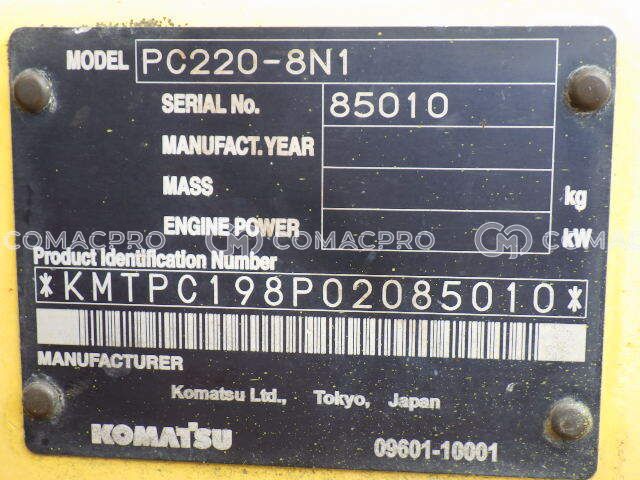 MODEL PC220-8N1
SERIAL No. 85010
MANUFACT.YEAR
MASS kg
ENGINE POWER kW
COMACPRO COMACPRO COMACPRO
Product Identification Number
*KMTPC198P02085010*
MANUFACTURER
Komatsu Ltd., Tokyo, Japan
KOMATSU 09601-10001